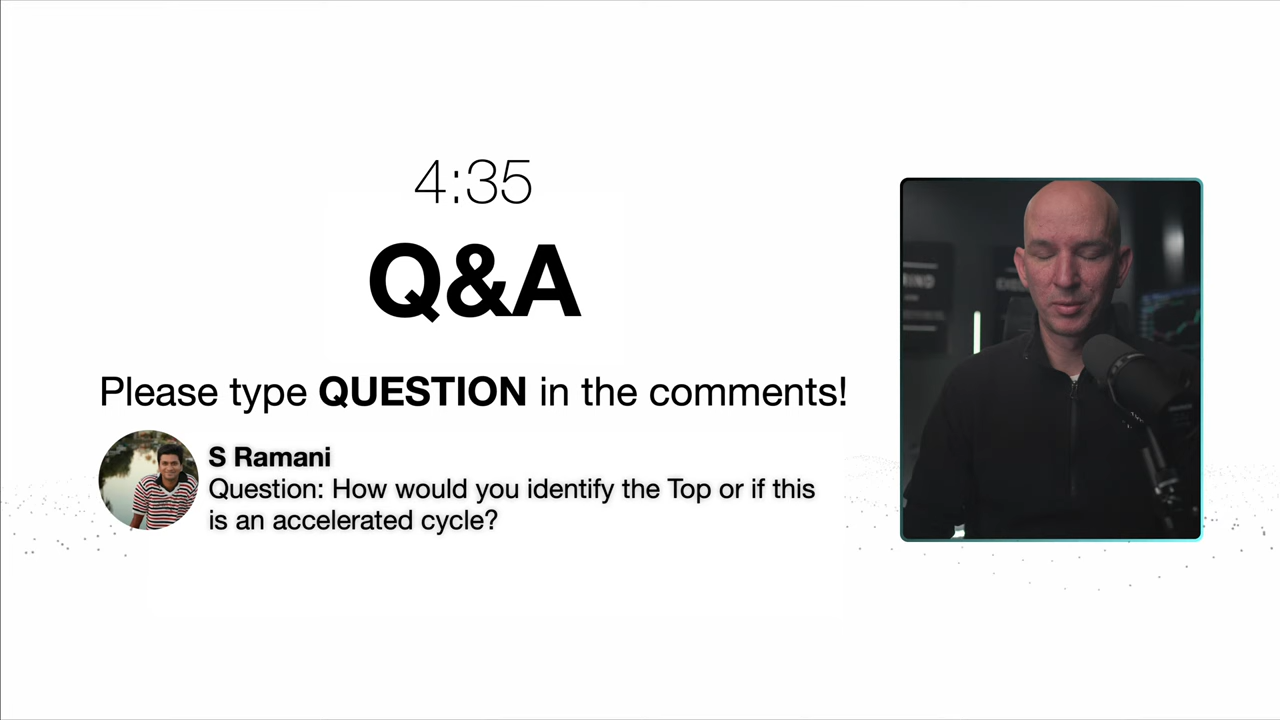 4:35
Q&A
Please type QUESTION in the comments!
S Ramani
Question: How would you identify the Top or if this
is an accelerated cycle?